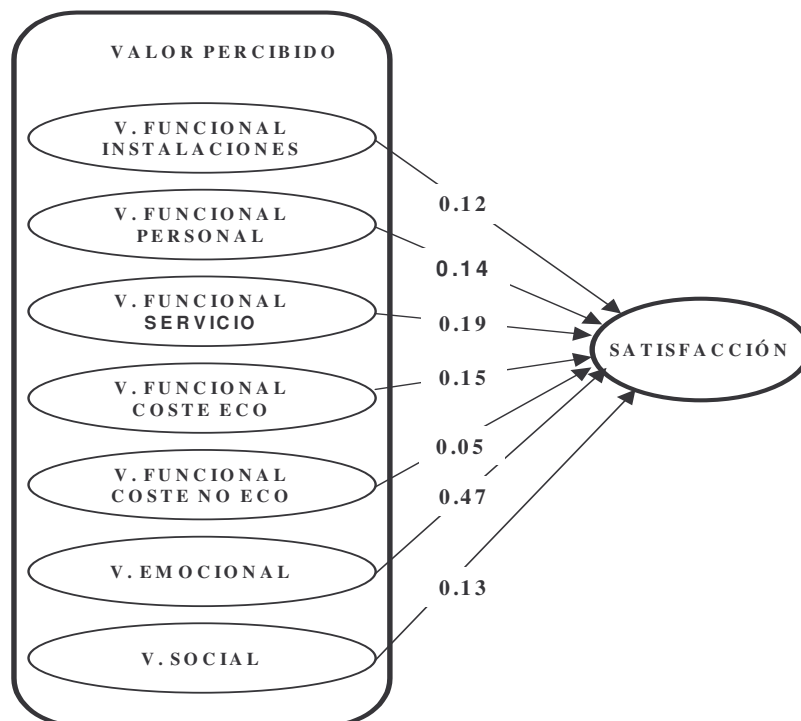 VALOR PERCIBIDO
V. FUNCIONAL
INSTALACIONES
0.12
V. FUNCIONAL
PERSONAL
0.14
V. FUNCIONAL
SERVICIO
0.19
SATISFACCIÓN
V. FUNCIONAL
COSTE ECO
0.15
V. FUNCIONAL
COSTE NO ECO
0.05
0.47
V. EMOCIONAL
0.13
V. SOCIAL